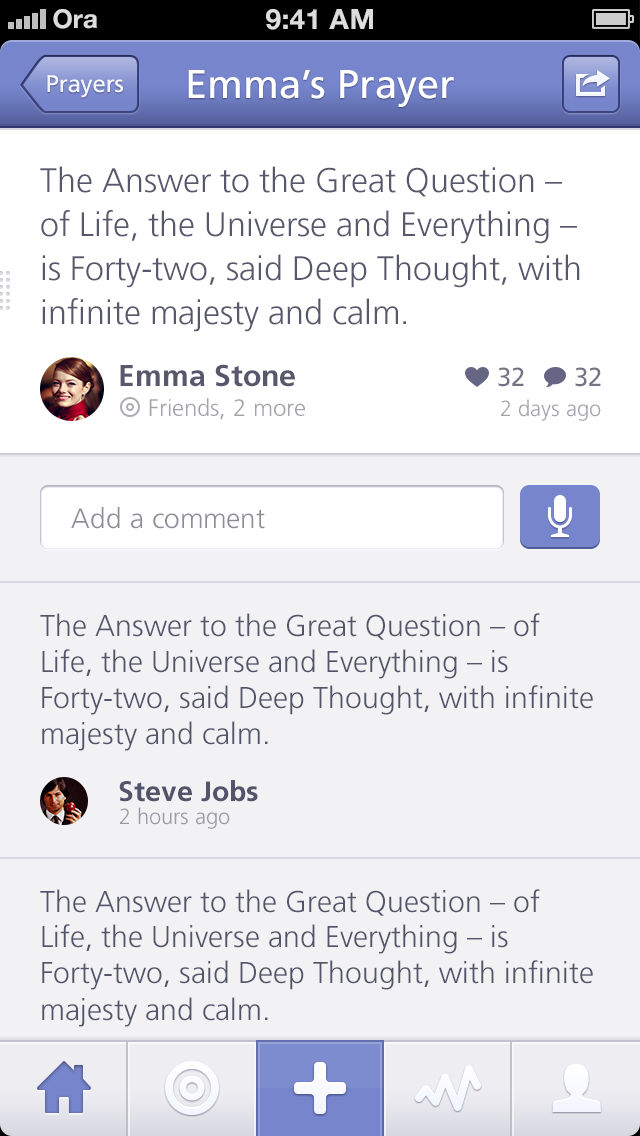 Ora 9:41 AM
Prayers Emma’s Prayer
The Answer to the Great Question –
of Life, the Universe and Everything –
is Forty-two, said Deep Thought, with
infinite majesty and calm.
Emma Stone 32 32
Friends, 2 more 2 days ago
Add a comment
The Answer to the Great Question – of
Life, the Universe and Everything – is
Forty-two, said Deep Thought, with infinite
majesty and calm.
Steve Jobs
2 hours ago
The Answer to the Great Question – of
Life, the Universe and Everything – is
Forty-two, said Deep Thought, with infinite
majesty and calm.